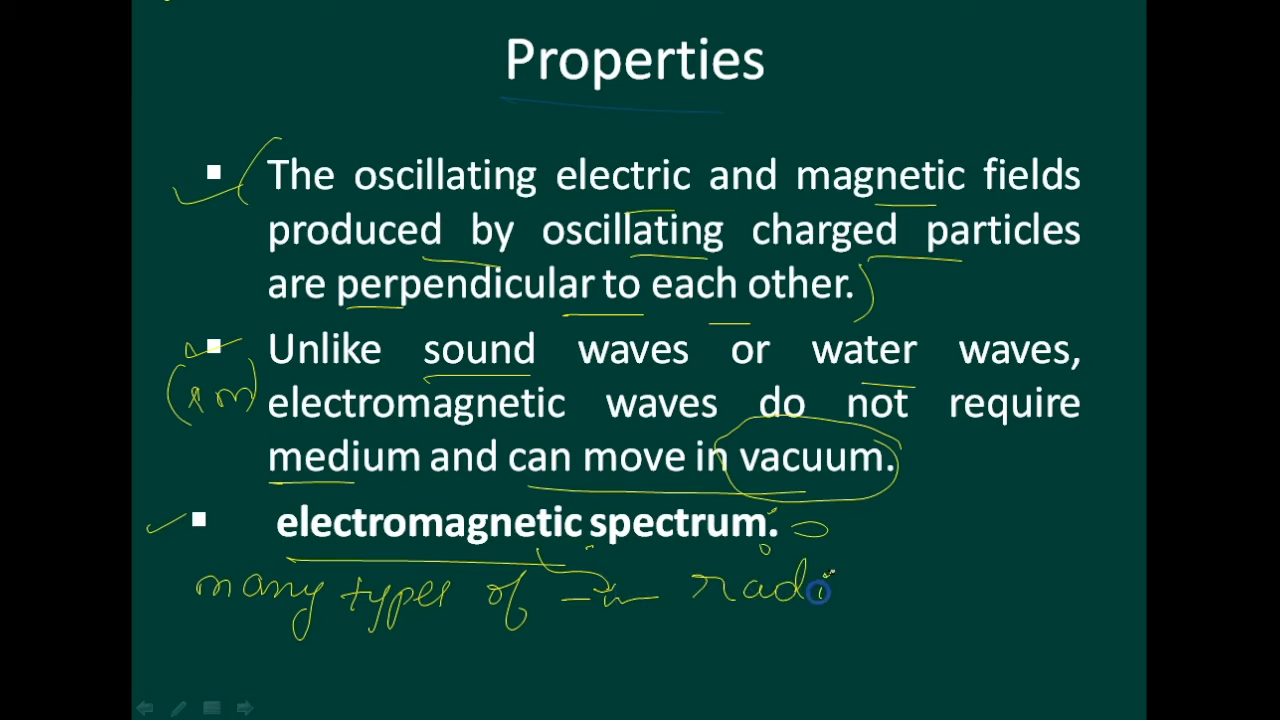 Properties
▪ The oscillating electric and magnetic fields
produced by oscillating charged particles
are perpendicular to each other.
▪ Unlike sound waves or water waves,
electromagnetic waves do not require
medium and can move in vacuum.
▪ electromagnetic spectrum.
many types of radi